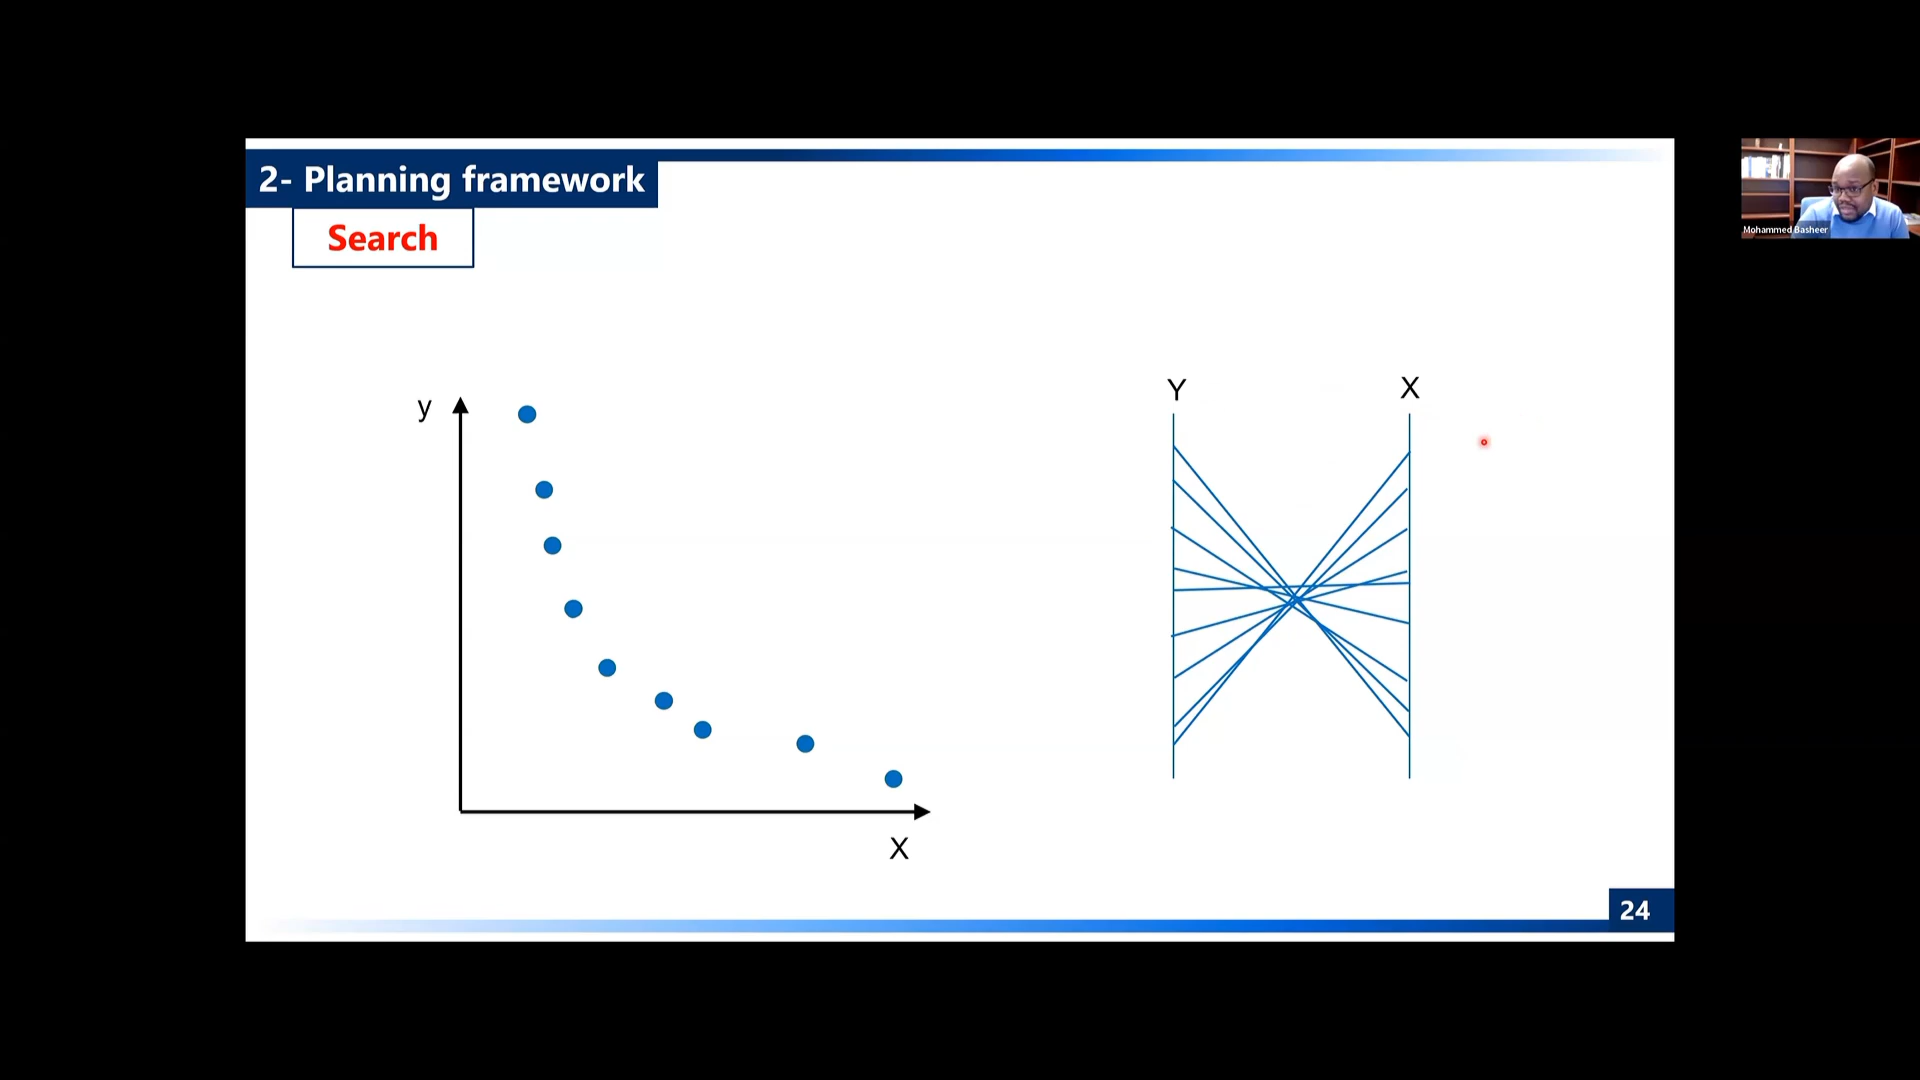 2- Planning framework
Search
Mohammed Basheer
Y X
y
X
24